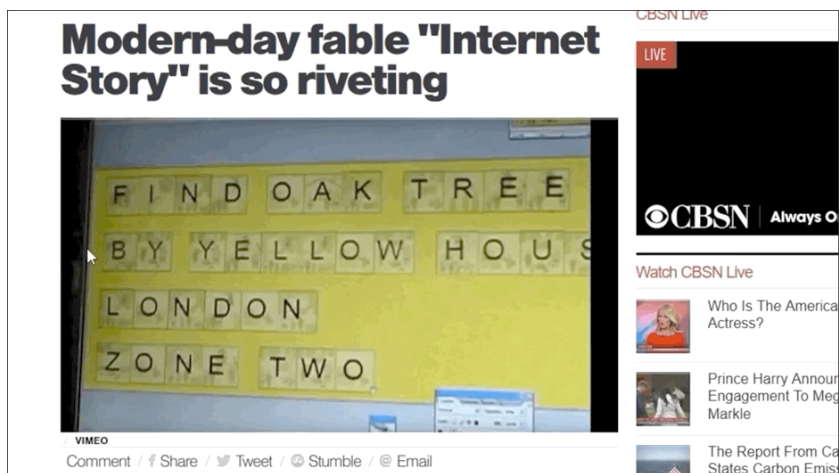 Modern-day fable "Internet
Story" is so riveting
FIND OAK TREE
BY YELLOW HOUS
LONDON
ZONE TWO
VIMEO
Comment / Share / Tweet / Stumble / @ Email
CBSN Live
LIVE
CBSN | Always O
Watch CBSN Live
Who Is The America
Actress?
Prince Harry Announ
Engagement To Meg
Markle
The Report From Ca
States Carbon Emiss